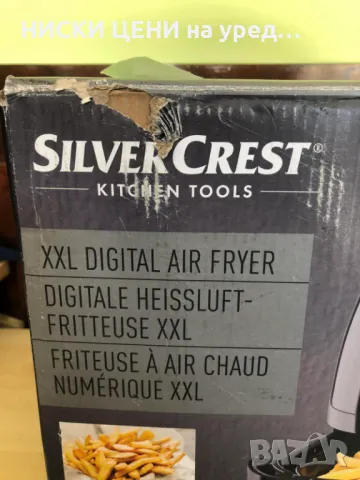 НИСКИ ЦЕНИ на уред...
SILVERCREST®
KITCHEN TOOLS
XXL DIGITAL AIR FRYER
DIGITALE HEISSLUFT-
FRITTEUSE XXL
FRITEUSE À AIR CHAUD
NUMÉRIQUE XXL
BAZAR